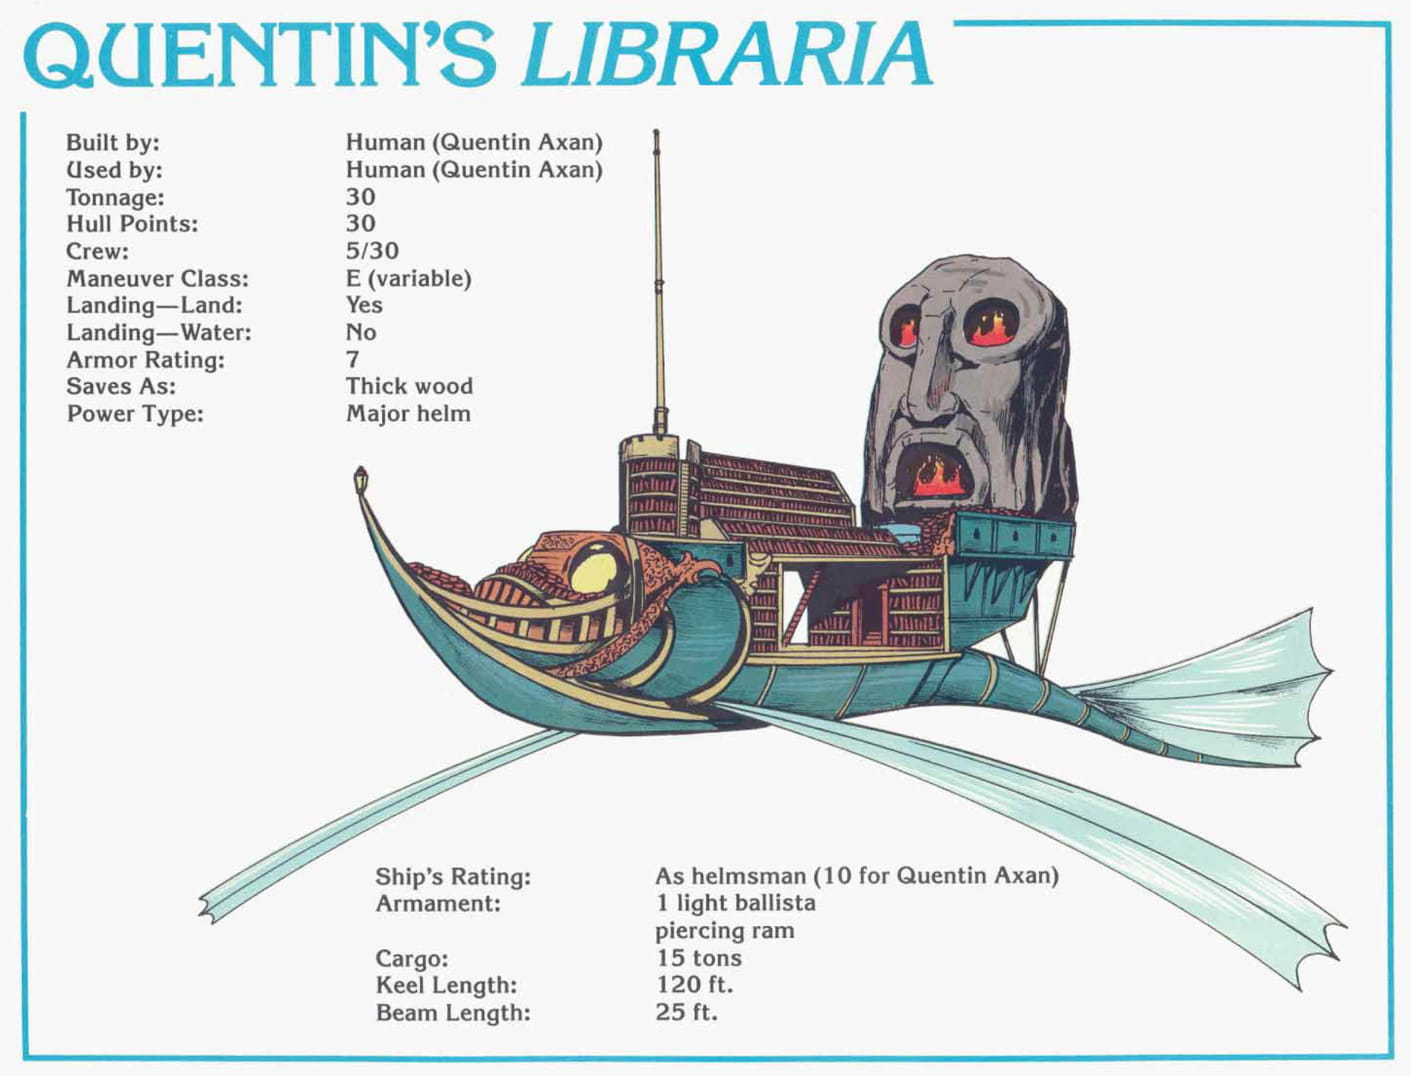 QUENTIN'S LIBRARIA
Built by: Human (Quentin Axan)
Used by: Human (Quentin Axan)
Tonnage: 30
Hull Points: 30
Crew: 5/30
Maneuver Class: E (variable)
Landing—Land: Yes
Landing—Water: No
Armor Rating: 7
Saves As: Thick wood
Power Type: Major helm
Ship's Rating: As helmsman (10 for Quentin Axan)
Armament: 1 light ballista
piercing ram
Cargo: 15 tons
Keel Length: 120 ft.
Beam Length: 25 ft.